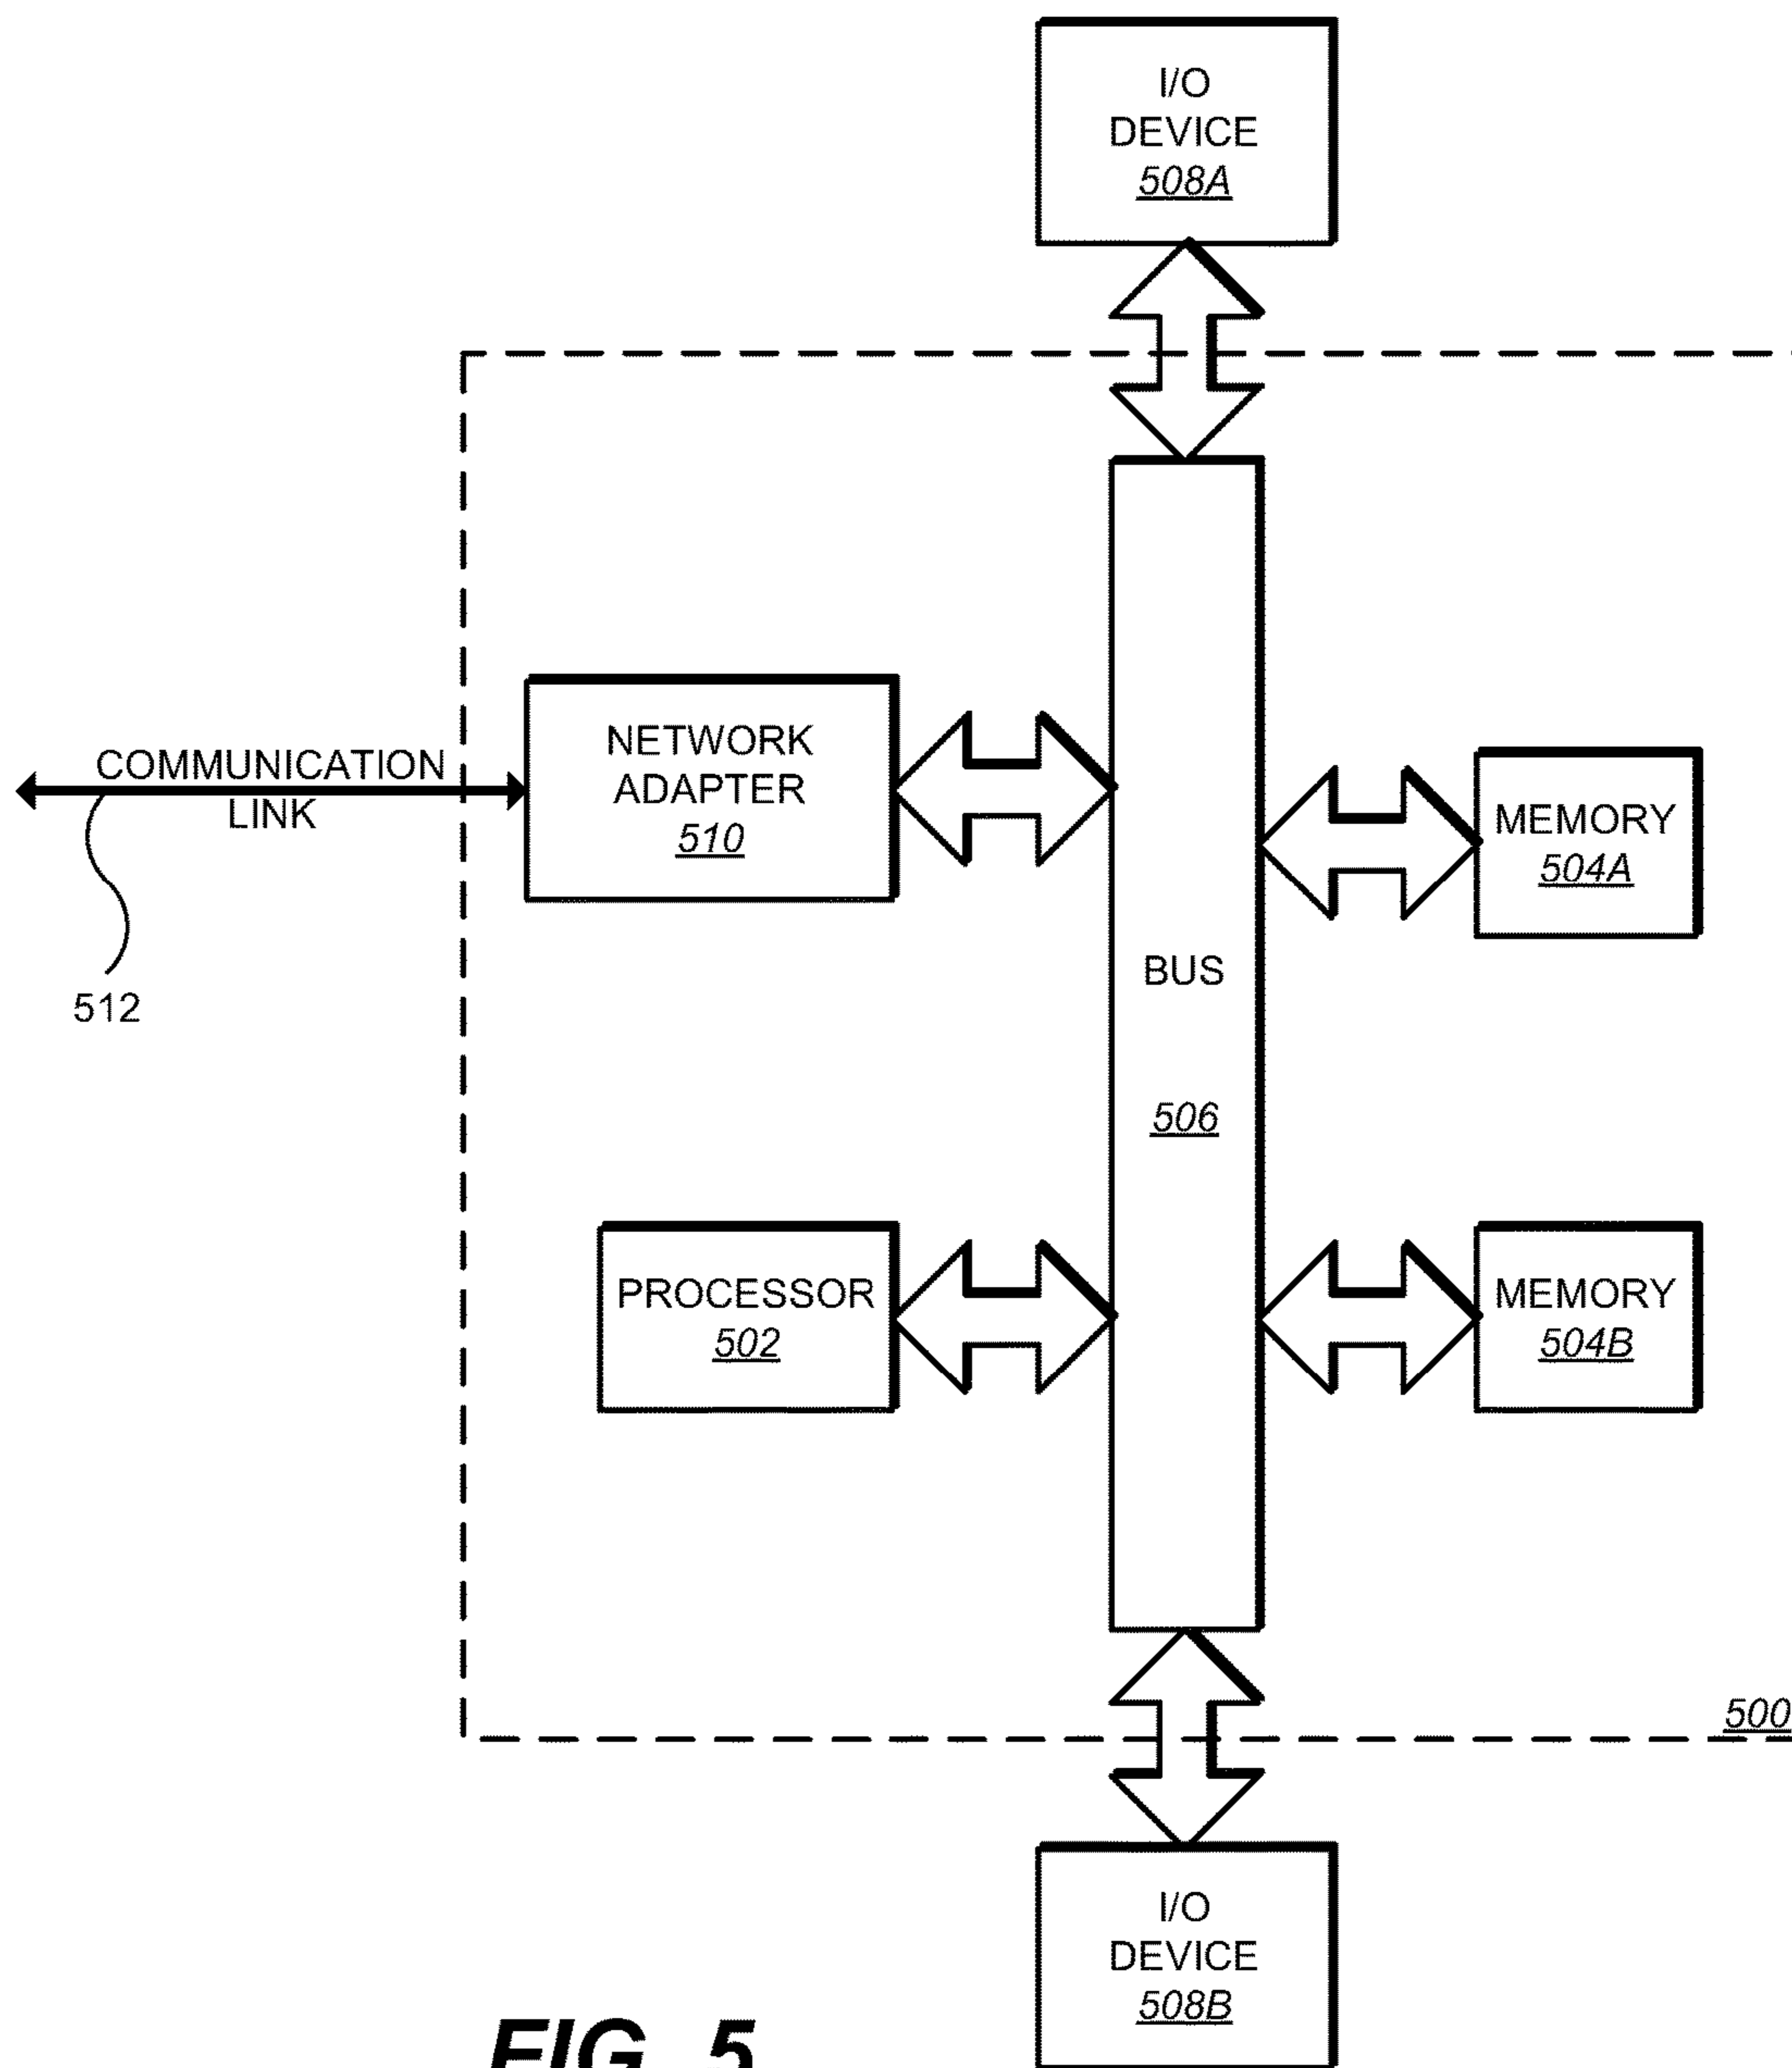 I/O
DEVICE
508A
COMMUNICATION
LINK
512
NETWORK
ADAPTER
510
MEMORY
504A
BUS
506
PROCESSOR
502
MEMORY
504B
500
I/O
DEVICE
508B
FIG. 5